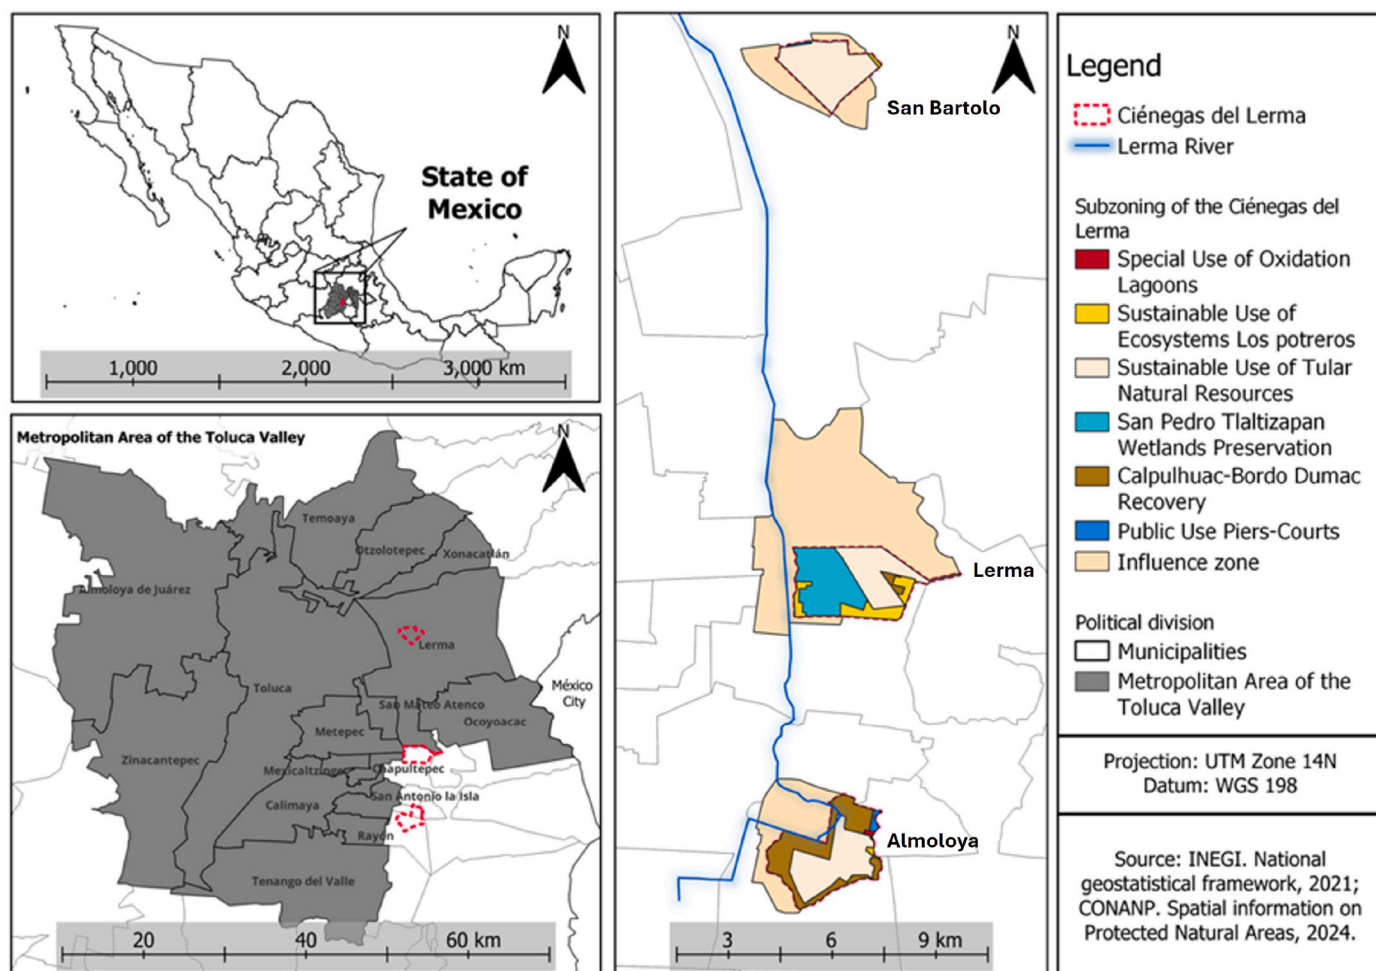 N
State of
Mexico
1,000
2,000
3,000 km
Metropolitan Area of the Toluca Valley
N
Temoaya
Otzolotepec
Xonacatlán
Almoloya de Juárez
Lerma
Toluca
México
City
San Mateo Atenco
Ocoyoacac
Metepec
Zinacantepec
Mexicaltzingo
Chapultepec
San Antonio la Isla
Calimaya
Rayón
Tenango del Valle
20
40
60 km
N
San Bartolo
Lerma
Almoloya
3
6
9 km
Legend
Ciénegas del Lerma
Lerma River
Subzoning of the Ciénegas del
Lerma
Special Use of Oxidation
Lagoons
Sustainable Use of
Ecosystems Los potreros
Sustainable Use of Tular
Natural Resources
San Pedro Tlaltizapan
Wetlands Preservation
Calpulhuac-Bordo Dumac
Recovery
Public Use Piers-Courts
Influence zone
Political division
Municipalities
Metropolitan Area of the
Toluca Valley
Projection: UTM Zone 14N
Datum: WGS 198
Source: INEGI. National
geostatistical framework, 2021;
CONANP. Spatial information on
Protected Natural Areas, 2024.